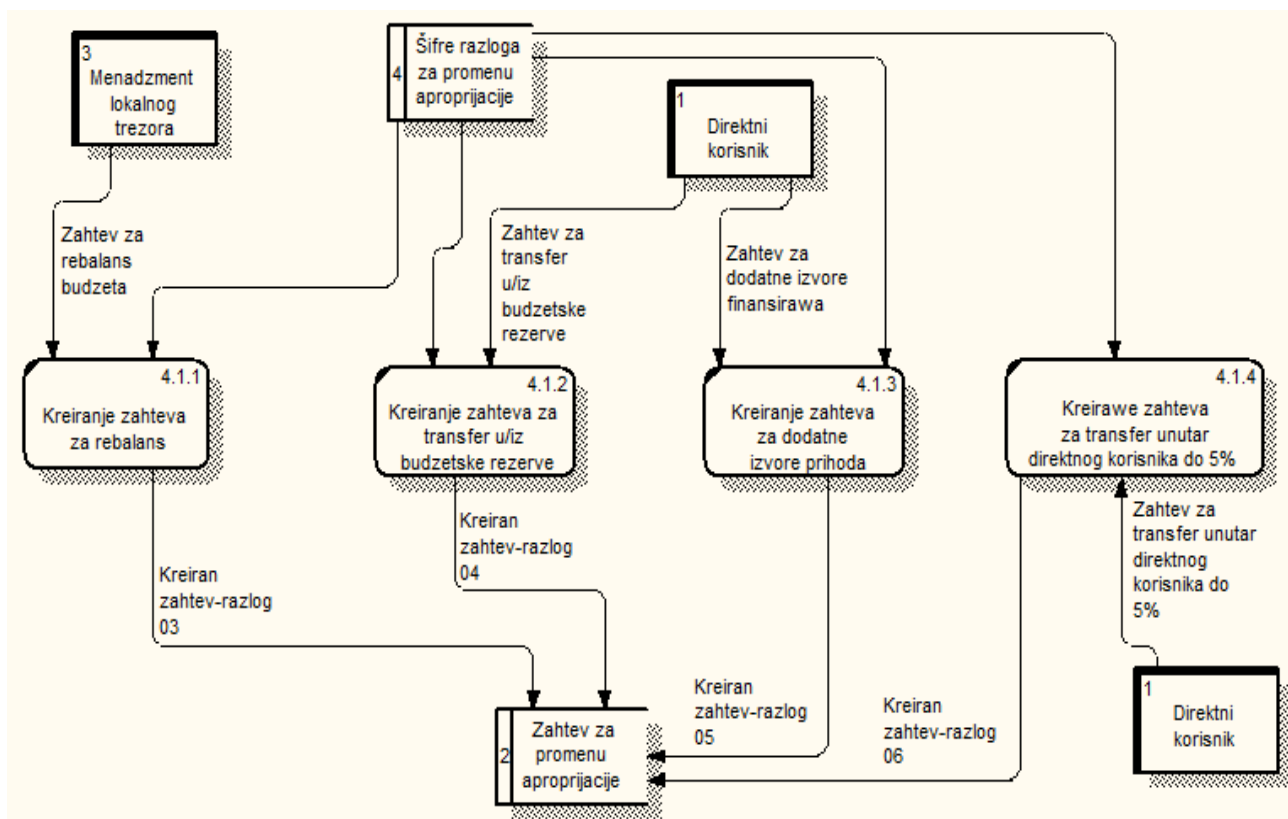 3
Menadzment
lokalnog
trezora
4
Šifre razloga
za promenu
aproprijacije
1
Direktni
korisnik
Zahtev za
rebalans
budzeta
Zahtev za
transfer
u/iz
budzetske
rezerve
Zahtev za
dodatne izvore
finansirawa
4.1.1
Kreiranje zahteva
za rebalans
4.1.2
Kreiranje zahteva za
transfer u/iz
budzetske rezerve
4.1.3
Kreiranje zahteva
za dodatne
izvore prihoda
4.1.4
Kreirawe zahteva
za transfer unutar
direktnog korisnika do 5%
Kreiran
zahtev-razlog
03
Kreiran
zahtev-razlog
04
Zahtev za
transfer unutar
direktnog
korisnika do
5%
Kreiran
zahtev-razlog
05
Kreiran
zahtev-razlog
06
2
Zahtev za
promenu
aproprijacije
1
Direktni
korisnik